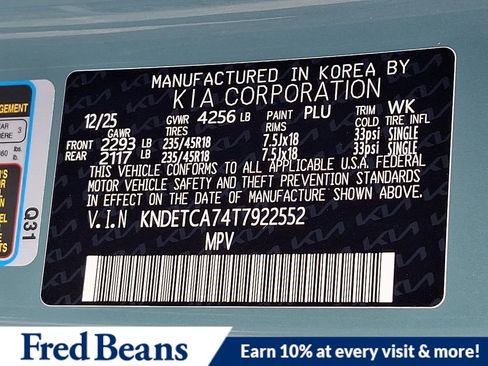 MANUFACTURED IN KOREA BY
KIA CORPORATION
12/25 GVWR 4256 LB PAINT PLU TRIM WK
GAWR TIRES RIMS COLD TIRE INFL
FRONT 2293 LB 235/45R18 7.5Jx18 33psi SINGLE
REAR 2117 LB 235/45R18 7.5Jx18 33psi SINGLE
THIS VEHICLE CONFORMS TO ALL APPLICABLE U.S.A. FEDERAL
MOTOR VEHICLE SAFETY AND THEFT PREVENTION STANDARDS
IN EFFECT ON THE DATE OF MANUFACTURE SHOWN ABOVE.
V.I.N KNDETCA74T7922552
MPV
Q31
Fred Beans
Earn 10% at every visit & more!